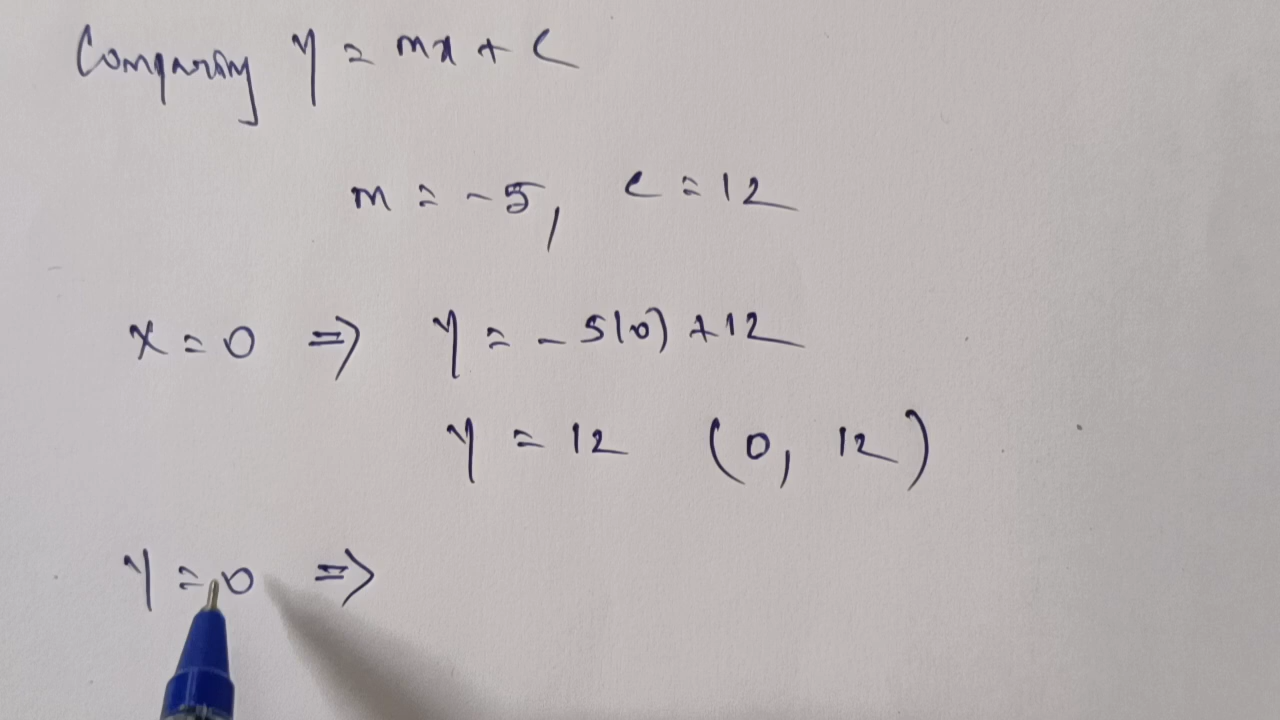 Comparing y = mx + c
m = -5, c = 12
x = 0 => y = -5(0) + 12
y = 12 (0, 12)
y = 0 =>